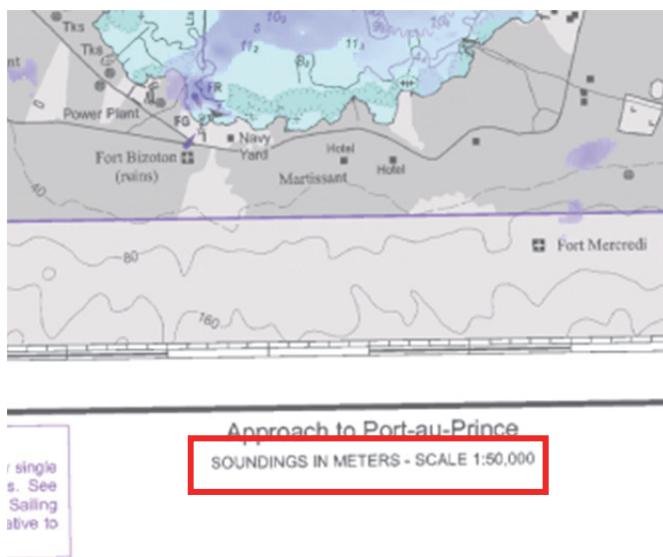 Tks
Tks
Power Plant
FR
FG
Navy
Yard
Fort Bizoton
(ruins)
Hotel
Hotel
Martissant
40
Fort Mercredi
80
160
Approach to Port-au-Prince
SOUNDINGS IN METERS - SCALE 1:50,000
single
s. See
Sailing
ative to